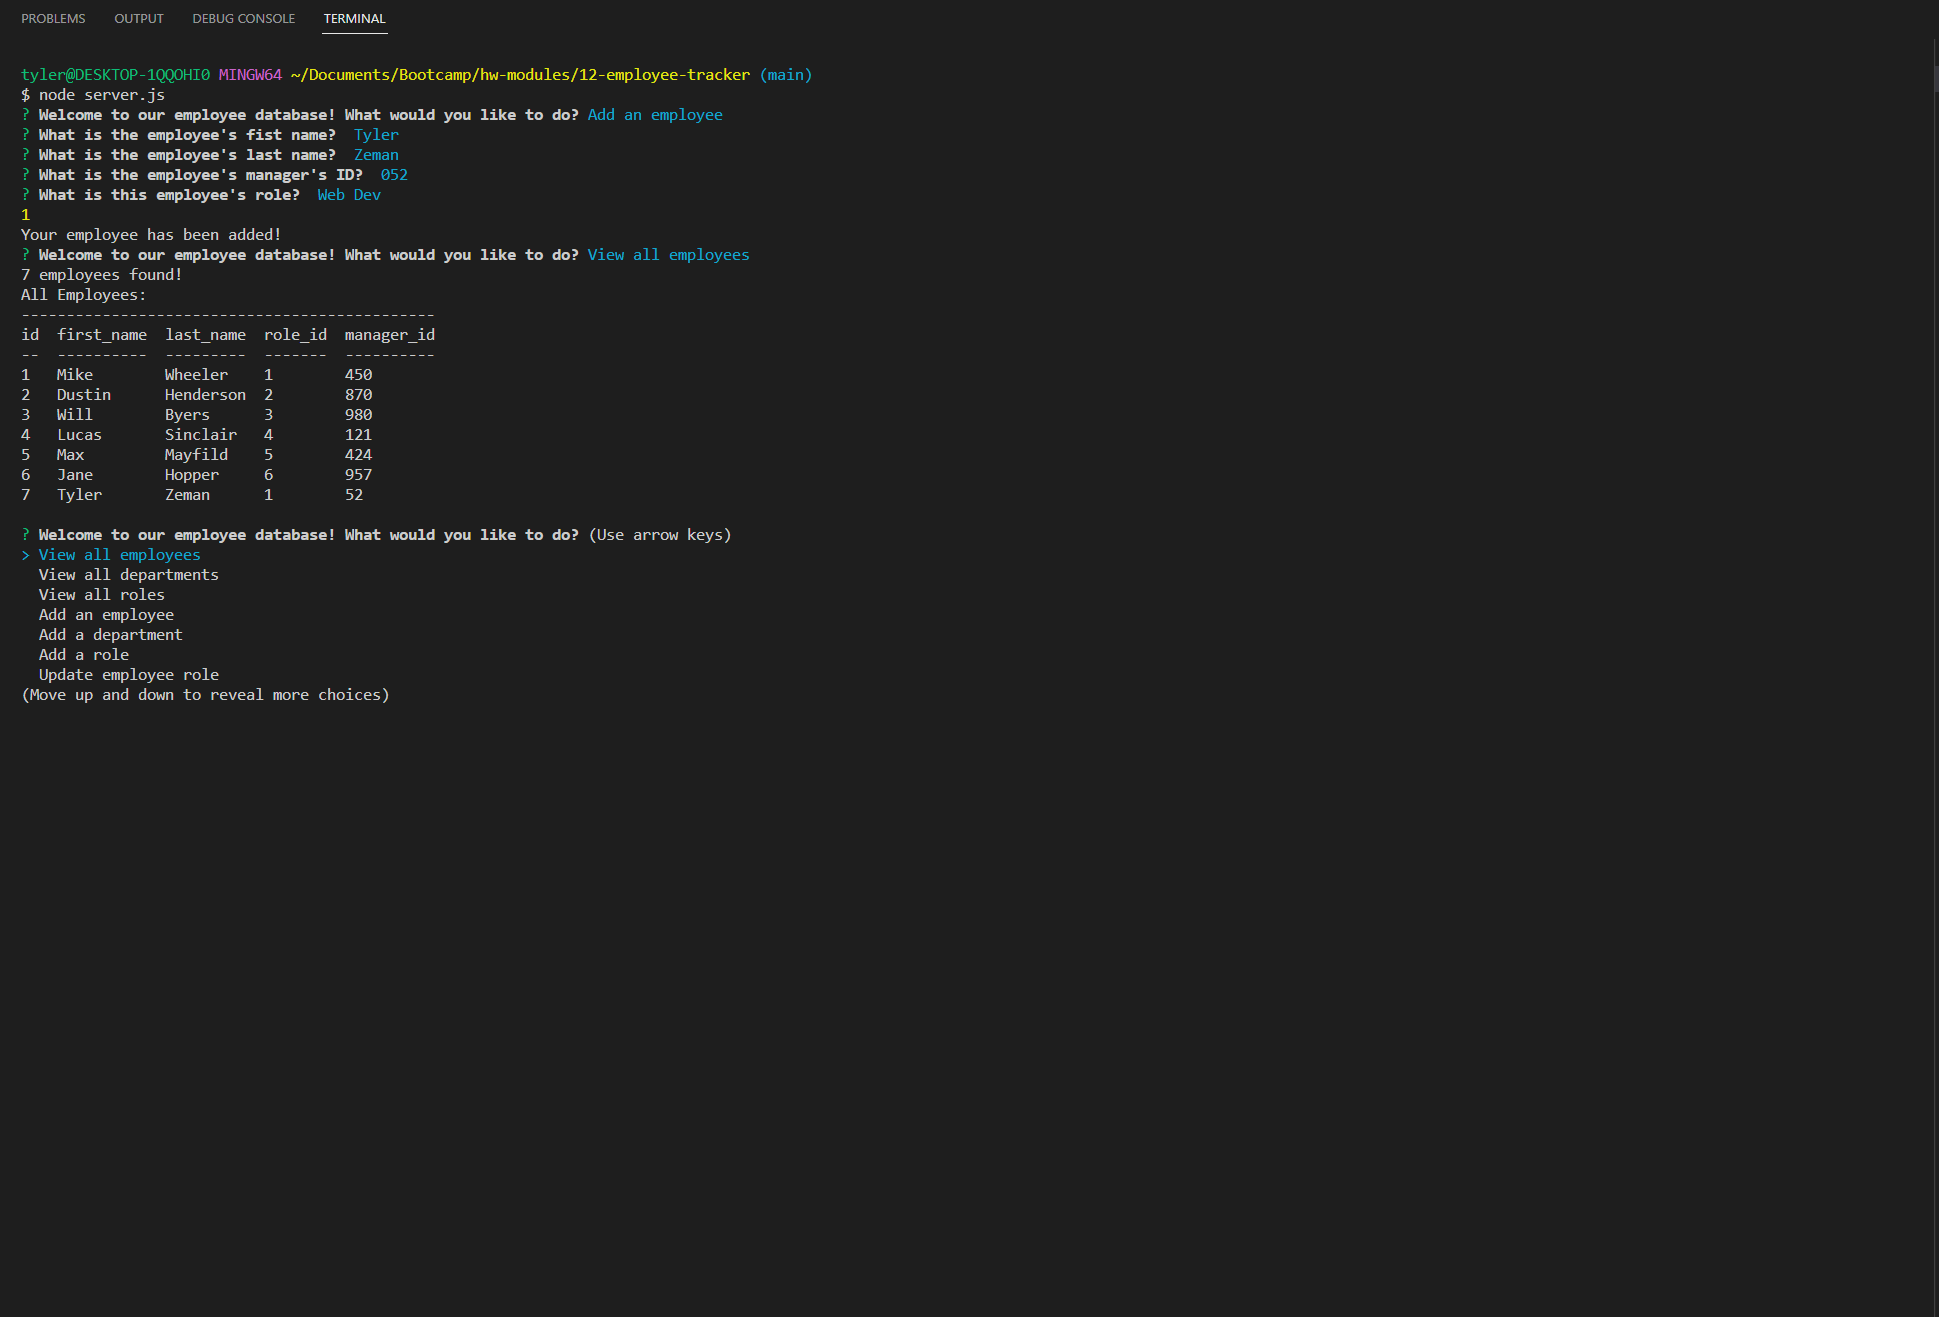 PROBLEMS OUTPUT DEBUG CONSOLE TERMINAL
tyler@DESKTOP-1QQOHI0 MINGW64 ~/Documents/Bootcamp/hw-modules/12-employee-tracker (main)
$ node server.js
? Welcome to our employee database! What would you like to do? Add an employee
? What is the employee's fist name?  Tyler
? What is the employee's last name?  Zeman
? What is the employee's manager's ID?  052
? What is this employee's role?  Web Dev
1
Your employee has been added!
? Welcome to our employee database! What would you like to do? View all employees
7 employees found!
All Employees:
----------------------------------------------
id  first_name  last_name  role_id  manager_id
--  ----------  ---------  -------  ----------
1   Mike        Wheeler    1        450
2   Dustin      Henderson  2        870
3   Will        Byers      3        980
4   Lucas       Sinclair   4        121
5   Max         Mayfild    5        424
6   Jane        Hopper     6        957
7   Tyler       Zeman      1        52
? Welcome to our employee database! What would you like to do? (Use arrow keys)
> View all employees
  View all departments
  View all roles
  Add an employee
  Add a department
  Add a role
  Update employee role
(Move up and down to reveal more choices)